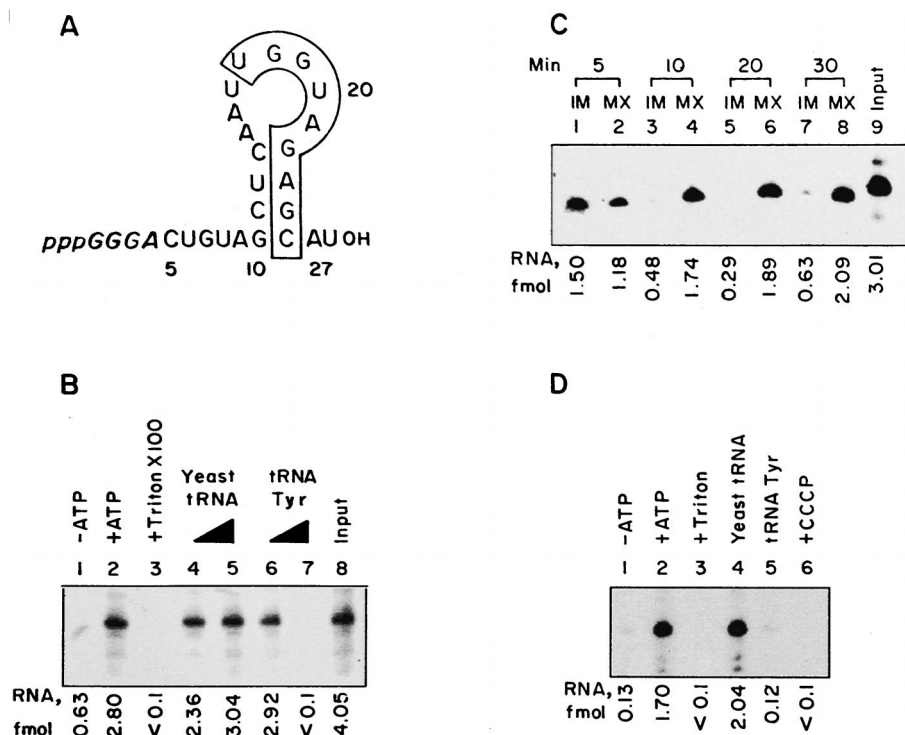 A
U G G
U U 20
A A
A G
C A
U G
C
pppGGGACUGUAG C AUOH
5 10 27
B
-ATP
+ATP
+Triton X100
Yeast tRNA
tRNA Tyr
Input
1 2 3 4 5 6 7 8
RNA, fmol
0.63 2.80 <0.1 2.36 3.04 2.92 <0.1 4.05
C
Min 5 10 20 30
IM MX IM MX IM MX IM MX Input
1 2 3 4 5 6 7 8 9
RNA, fmol
1.50 1.18 0.48 1.74 0.29 1.89 0.63 2.09 3.01
D
-ATP
+ATP
+Triton
Yeast tRNA
tRNA Tyr
+CCCP
1 2 3 4 5 6
RNA, fmol
0.13 1.70 <0.1 2.04 0.12 <0.1